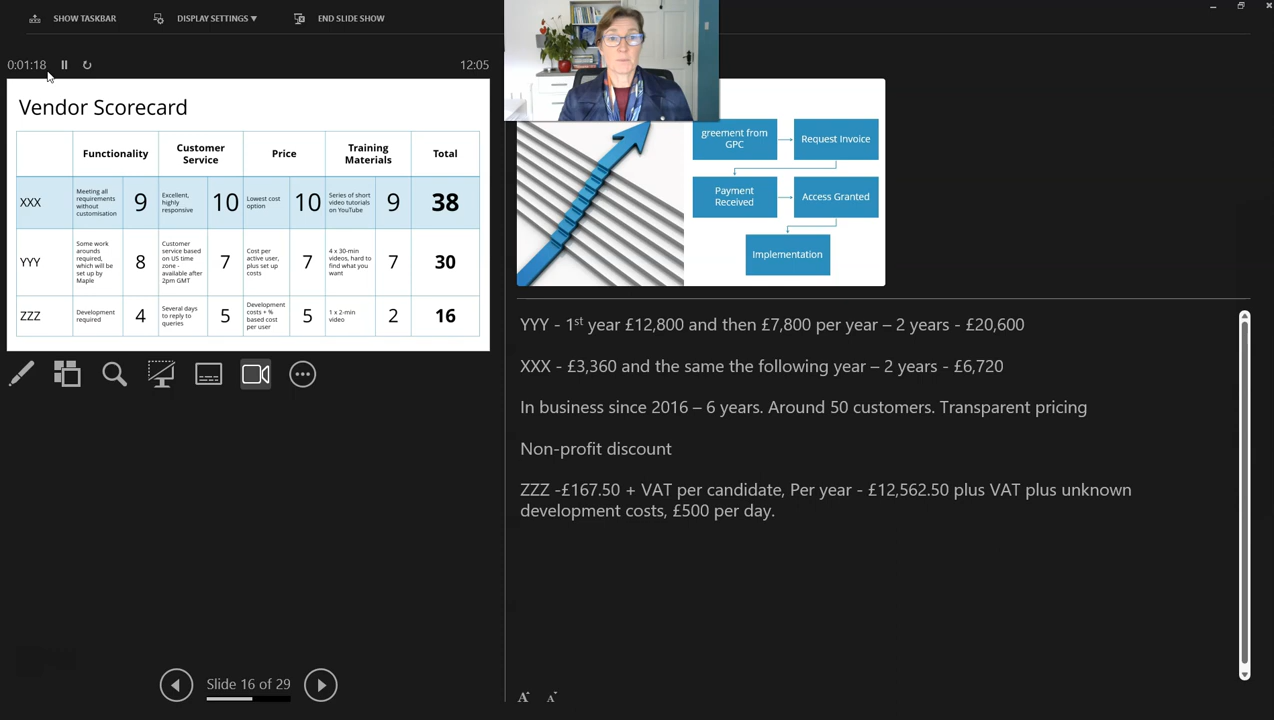 SHOW TASKBAR
DISPLAY SETTINGS ▼
END SLIDE SHOW
0:01:18
12:05
Vendor Scorecard
Functionality
Customer
Service
Price
Training
Materials
Total
XXX
Meeting all
requirements
without
customisation
9
Excellent,
highly
responsive
10
Lowest cost
option
10
Series of short
video tutorials
on YouTube
9
38
YYY
Some work
arounds
required,
which will be
set up by
Maple
8
Customer
service based
on US time
zone -
available after
2pm GMT
7
Cost per
active user,
plus set up
costs
7
4 x 30-min
videos, hard to
find what you
want
7
30
ZZZ
Development
required
4
Several days
to reply to
queries
5
Development
costs + %
based cost
per user
5
1 x 2-min
video
2
16
greement from
GPC
Request Invoice
Payment
Received
Access Granted
Implementation
YYY - 1st year £12,800 and then £7,800 per year – 2 years - £20,600
XXX - £3,360 and the same the following year – 2 years - £6,720
In business since 2016 – 6 years. Around 50 customers. Transparent pricing
Non-profit discount
ZZZ -£167.50 + VAT per candidate, Per year - £12,562.50 plus VAT plus unknown
development costs, £500 per day.
Slide 16 of 29
A A